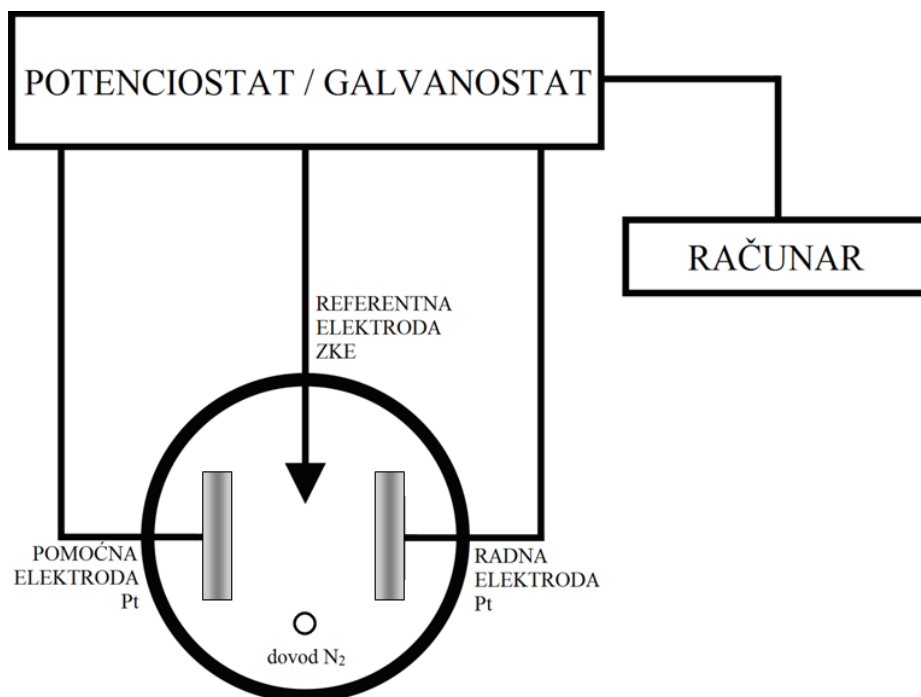 POTENCIOSTAT / GALVANOSTAT
RAČUNAR
REFERENTNA
ELEKTRODA
ZKE
POMOĆNA
ELEKTRODA
Pt
RADNA
ELEKTRODA
Pt
dovod N₂